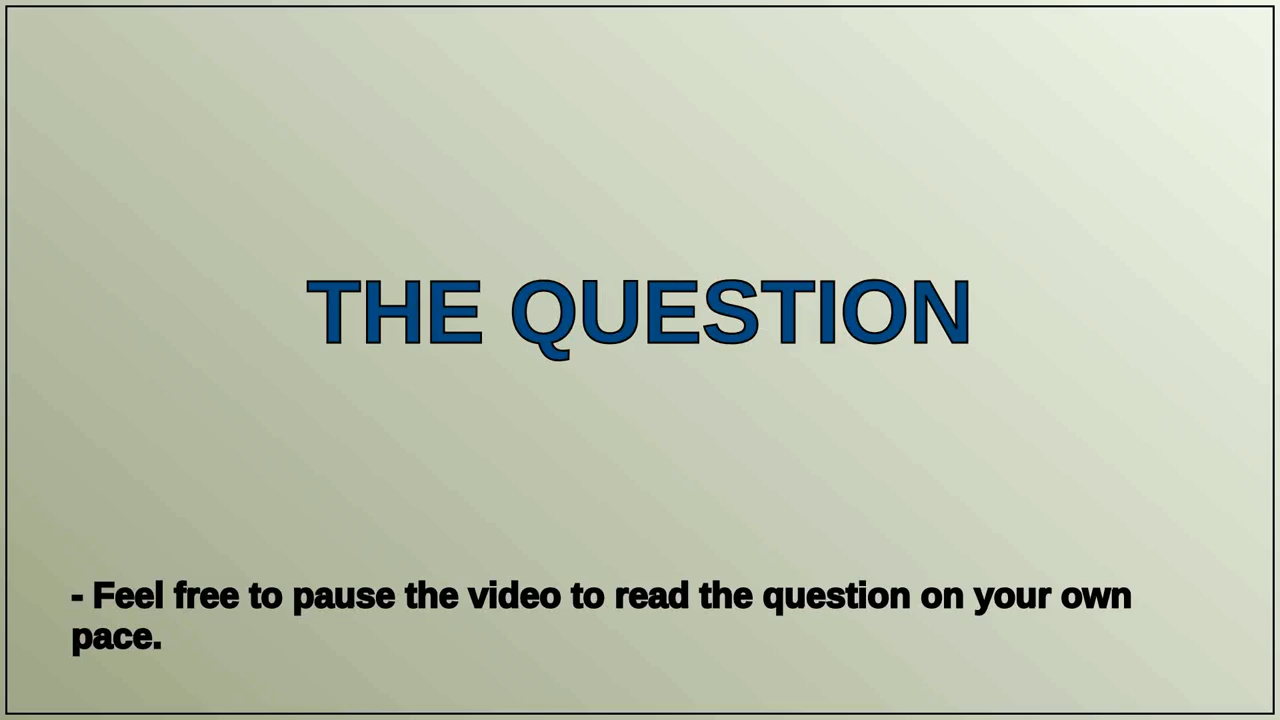 THE QUESTION
- Feel free to pause the video to read the question on your own
pace.